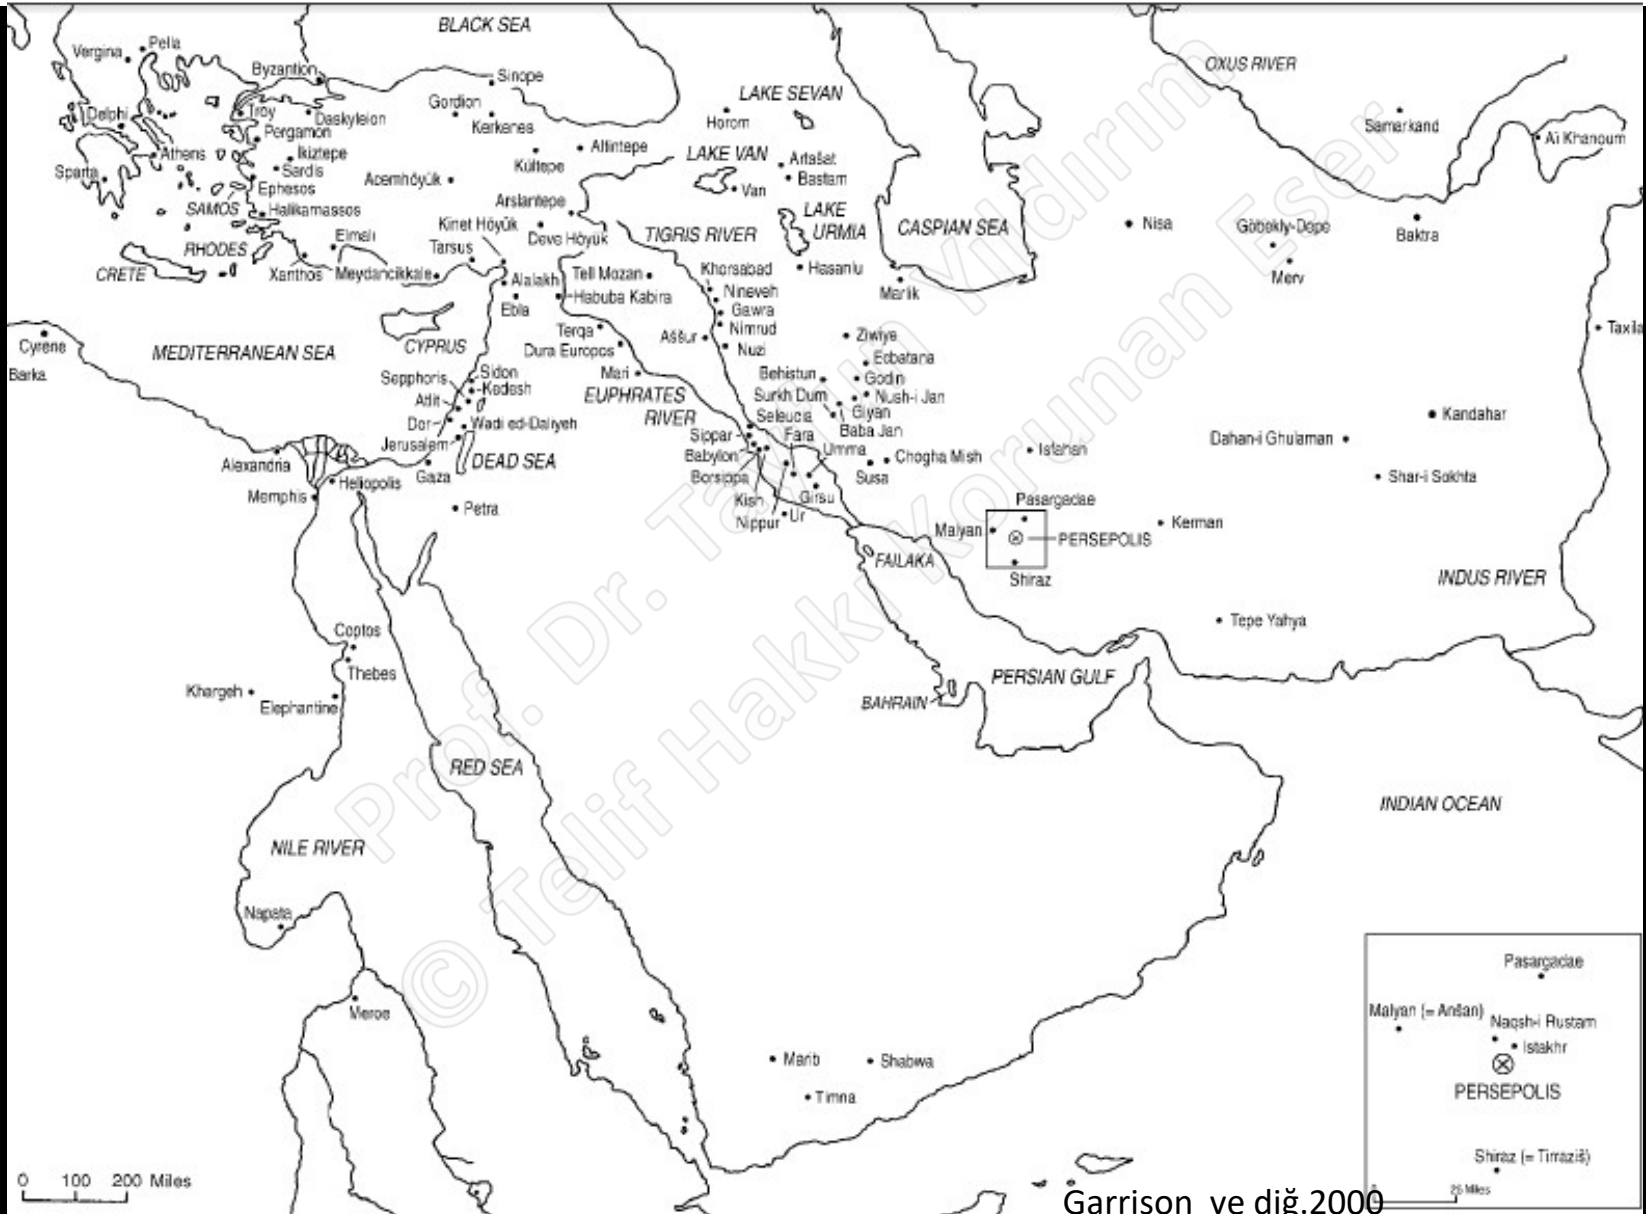 BLACK SEA
Vergina
Pella
Byzantion
Sinope
OXUS RIVER
LAKE SEVAN
Horom
Samarkand
Ai Khanoum
Delphi
Troy
Daskyleion
Gordion
Kerkenes
Pergamon
Athens
Ikiztepe
Altintepe
LAKE VAN
Artašat
Sparta
Sardis
Kültepe
Bastam
Ephesos
Acemhöyük
Van
SAMOS
Halikarnassos
Arslantepe
LAKE
URMIA
CASPIAN SEA
Nisa
Göbekly-Depe
Baktra
Kinet Höyük
Deve Höyük
TIGRIS RIVER
RHODES
Elmalı
Tarsus
CRETE
Xanthos
Meydancikkale
Alalakh
Tell Mozan
Khorsabad
Hasanlu
Marlik
Merv
Ebla
Habuba Kabira
Nineveh
Gawra
Nimrud
Nuzi
Cyrene
Barka
MEDITERRANEAN SEA
CYPRUS
Terqa
Dura Europos
Aššur
Ziwiye
Taxila
Ecbatana
Sepphoris
Sidon
Kedesh
Mari
EUPHRATES
RIVER
Behistun
Godin
Atlit
Surkh Dum
Nush-i Jan
Giyan
Dor
Wadi ed-Daliyeh
Seleucia
Baba Jan
Kandahar
Jerusalem
DEAD SEA
Sippar
Fara
Umma
Dahan-i Ghulaman
Alexandria
Gaza
Babylon
Chogha Mish
Isfahan
Heliopolis
Borsippa
Susa
Shar-i Sokhta
Memphis
Petra
Kish
Girsu
Nippur
Ur
Pasargadae
Malyan
PERSEPOLIS
Kerman
FAILAKA
Shiraz
INDUS RIVER
Tepe Yahya
Coptos
Thebes
Khargeh
Elephantine
PERSIAN GULF
BAHRAIN
RED SEA
INDIAN OCEAN
NILE RIVER
Napata
Meroe
Marib
Shabwa
Timna
Pasargadae
Malyan (= Anšan)
Naqsh-i Rustam
Istakhr
PERSEPOLIS
Shiraz (= Tirraziš)
0 25 Miles
0 100 200 Miles
Garrison ve diğ.2000
Prof. Dr. Tayfun Yıldırım
© Telif Hakkı Korunan Eser